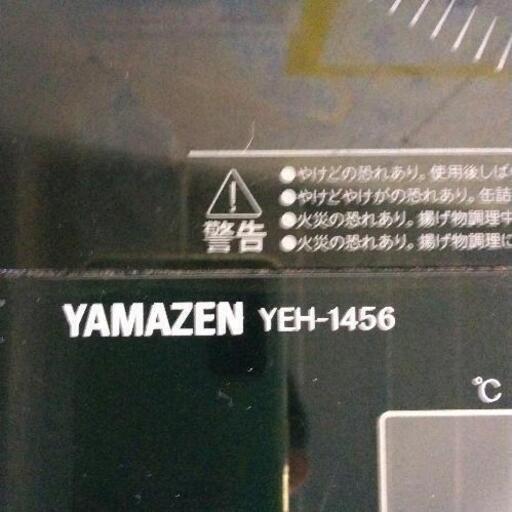 ●やけどの恐れあり。使用後しば
●やけどやけがの恐れあり。缶詰
警告
●火災の恐れあり。揚げ物調理中
●火災の恐れあり。揚げ物調理に
YAMAZEN YEH-1456
℃